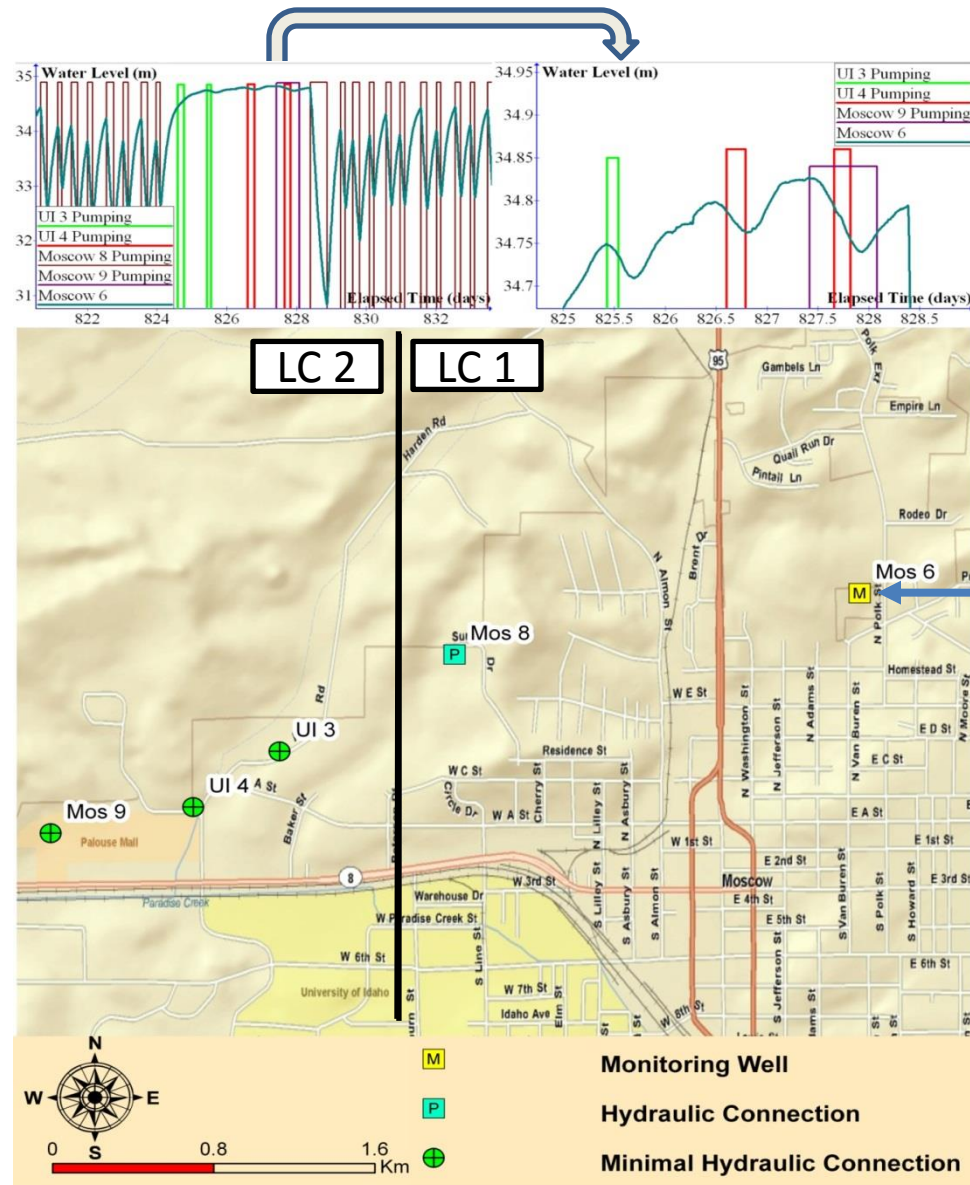 Water Level (m)
35
34
33
32
31
UI 3 Pumping
UI 4 Pumping
Moscow 8 Pumping
Moscow 9 Pumping
Moscow 6
Elapsed Time (days)
822
824
826
828
830
832
34.95
Water Level (m)
34.9
34.85
34.8
34.75
34.7
UI 3 Pumping
UI 4 Pumping
Moscow 9 Pumping
Moscow 6
Elapsed Time (days)
825
825.5
826
826.5
827
827.5
828
828.5
LC 2
LC 1
95
Gambels Ln
Polk Ext
Empire Ln
Quail Run Dr
Pintail Ln
Harden Rd
Rodeo Dr
N Almon St
Brent Dr
Mos 6
M
N Polk St
Mos 8
P
Dr
Homestead St
W E St
N Washington St
N Jefferson St
N Adams St
N Van Buren St
N Moore St
E D St
Rd
UI 3
Residence St
E C St
W C St
UI 4
A St
Mos 9
Palouse Mall
Baker St
Circle Dr
W A St
Cherry St
N Lilley St
N Asbury St
E A St
W 1st St
E 1st St
E 2nd St
8
Paradise Creek
W 3rd St
Moscow
E 3rd St
E 4th St
Warehouse Dr
W Paradise Creek St
S Line St
S Lilley St
S Asbury St
S Almon St
E 5th St
S Van Buren St
S Polk St
S Howard St
W 6th St
E 6th St
University of Idaho
W 7th St
Idaho Ave
Elm St
W 8th St
S Jefferson St
N
W
E
S
0
0.8
1.6
Km
M
Monitoring Well
P
Hydraulic Connection
Minimal Hydraulic Connection